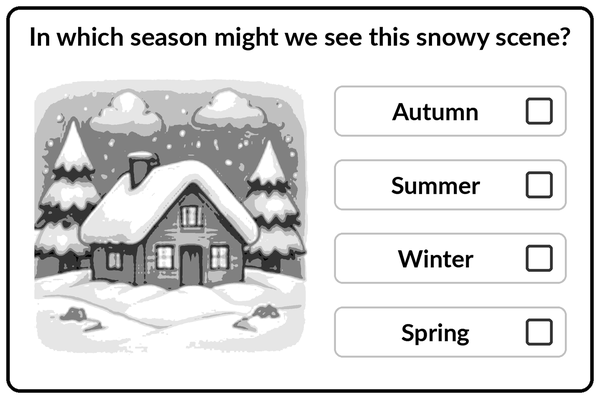 In which season might we see this snowy scene?
Autumn
Summer
Winter
Spring